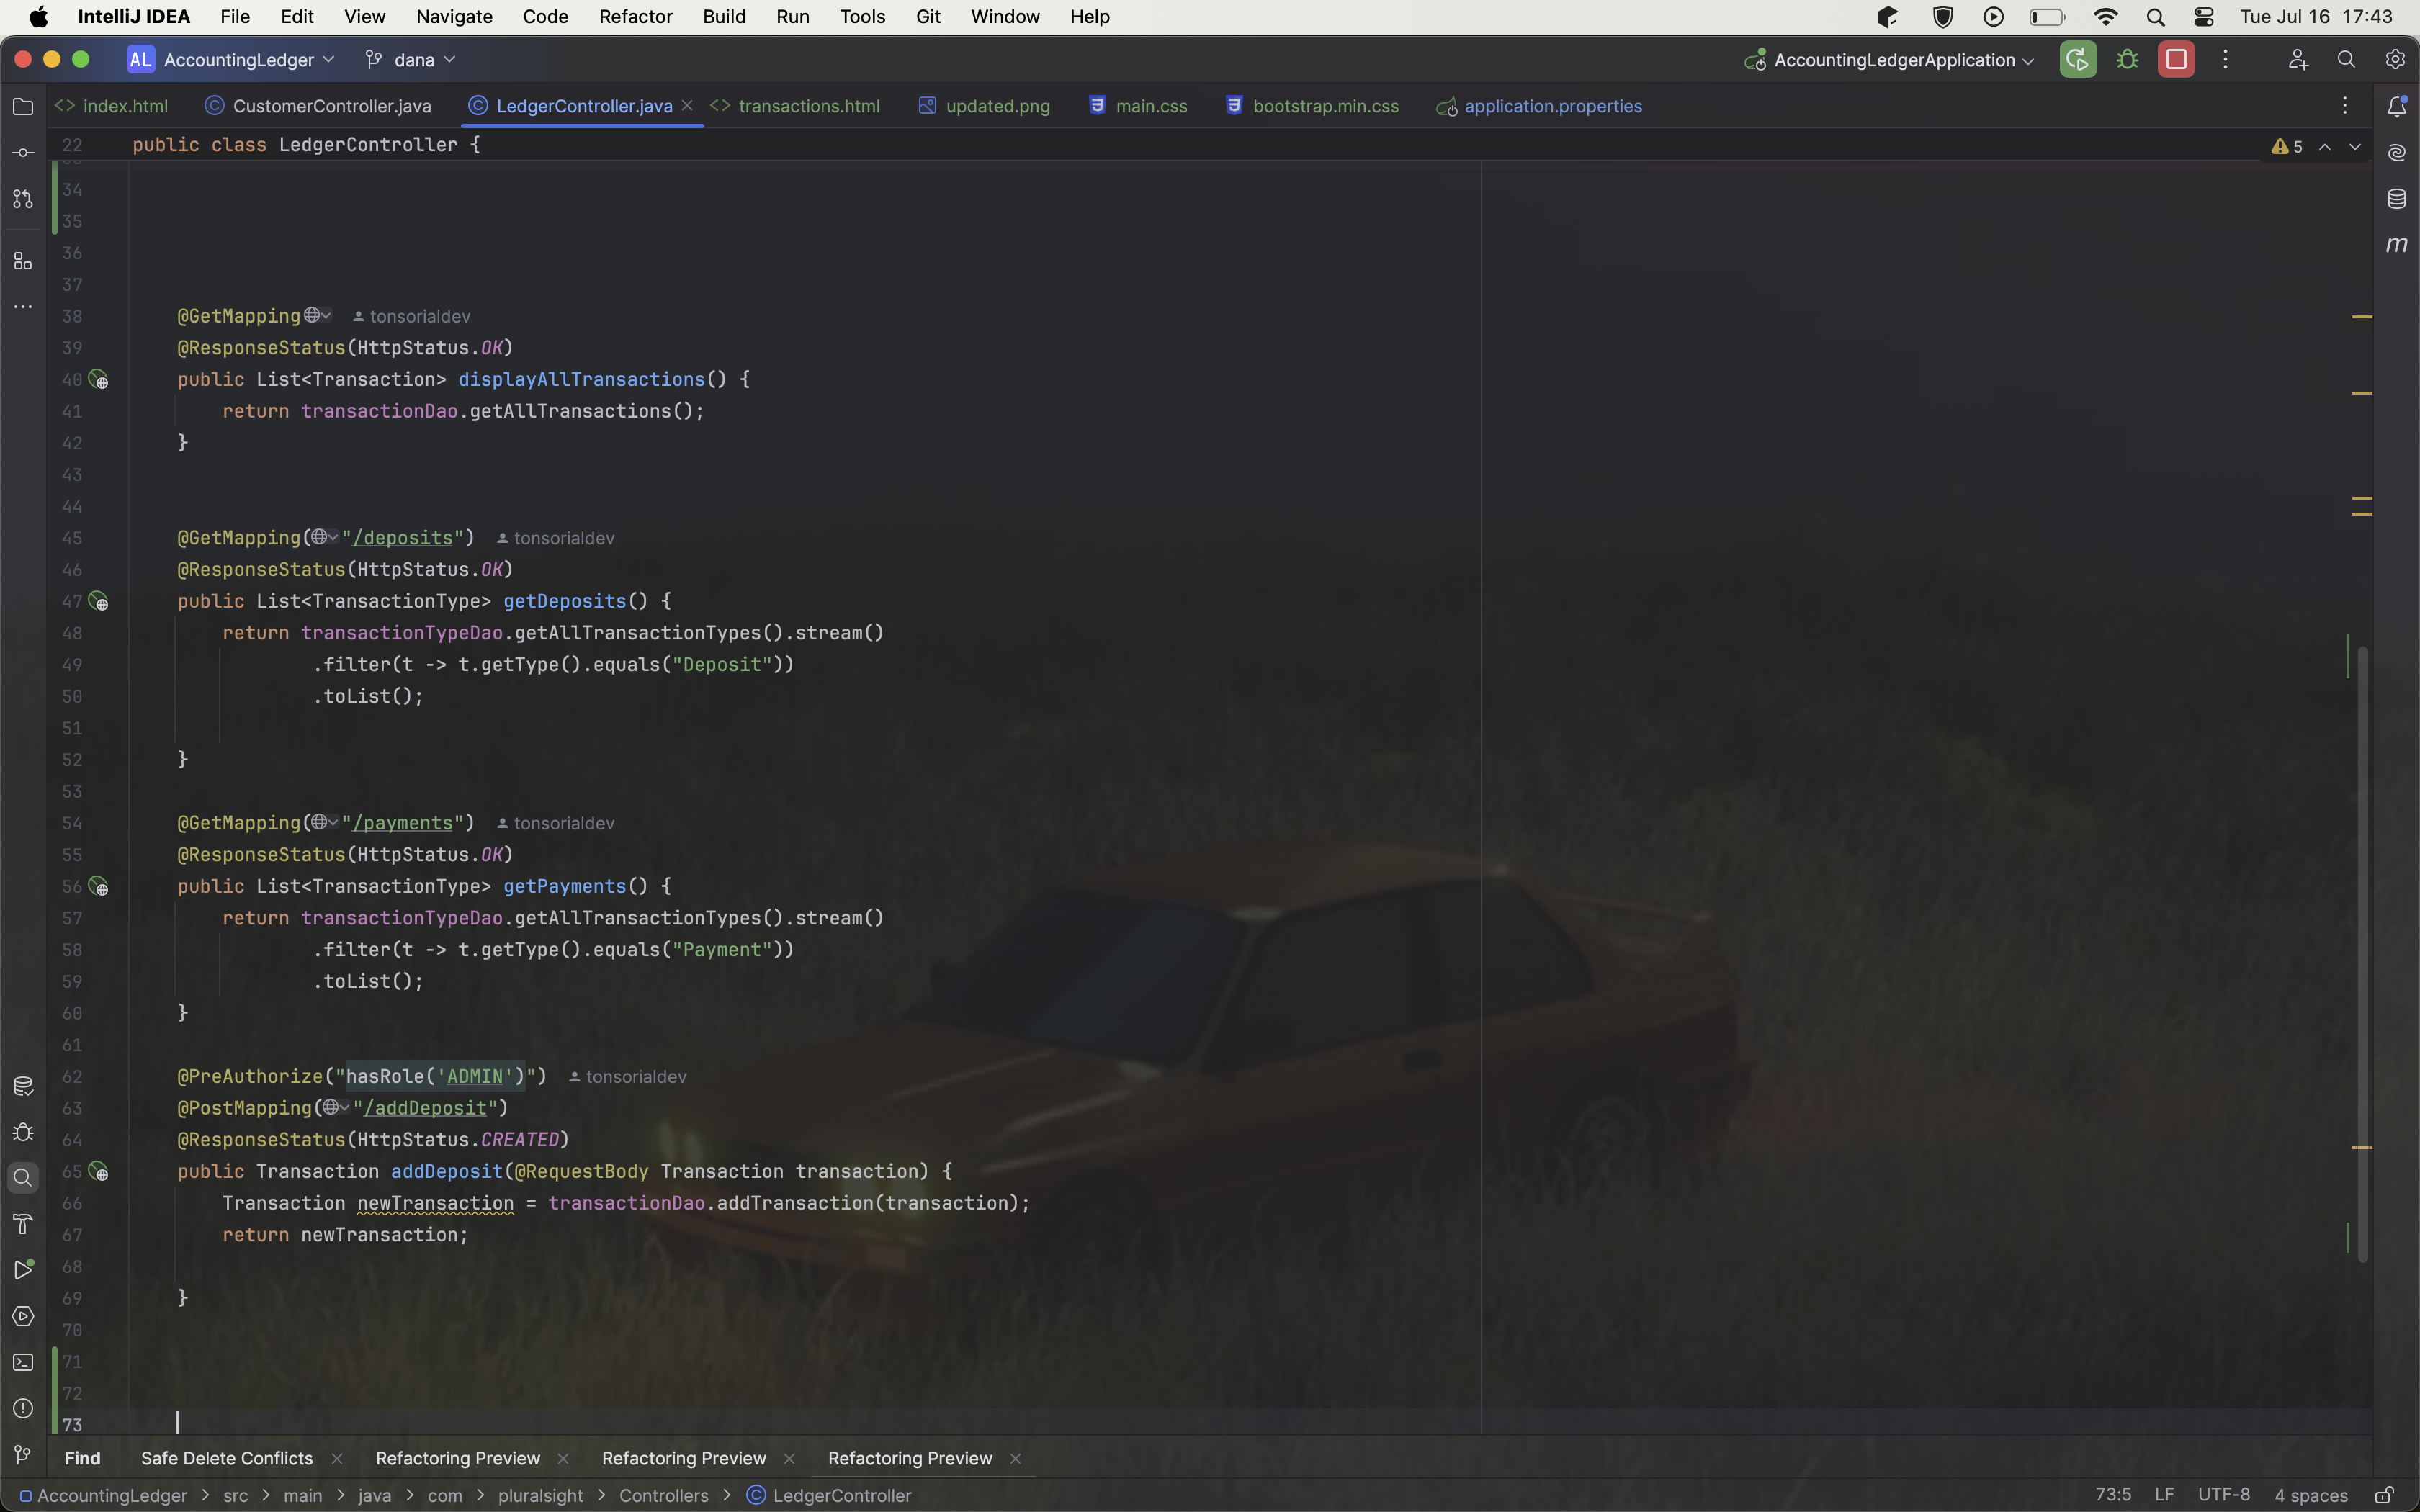 IntelliJ IDEA File Edit View Navigate Code Refactor Build Run Tools Git Window Help Tue Jul 16 17:43
AL AccountingLedger dana AccountingLedgerApplication
index.html CustomerController.java LedgerController.java transactions.html updated.png main.css bootstrap.min.css application.properties
22 public class LedgerController { 5
34
35
36
37
38 @GetMapping tonsorialdev
39 @ResponseStatus(HttpStatus.OK)
40 public List<Transaction> displayAllTransactions() {
41 return transactionDao.getAllTransactions();
42 }
43
44
45 @GetMapping("/deposits") tonsorialdev
46 @ResponseStatus(HttpStatus.OK)
47 public List<TransactionType> getDeposits() {
48 return transactionTypeDao.getAllTransactionTypes().stream()
49 .filter(t -> t.getType().equals("Deposit"))
50 .toList();
51
52 }
53
54 @GetMapping("/payments") tonsorialdev
55 @ResponseStatus(HttpStatus.OK)
56 public List<TransactionType> getPayments() {
57 return transactionTypeDao.getAllTransactionTypes().stream()
58 .filter(t -> t.getType().equals("Payment"))
59 .toList();
60 }
61
62 @PreAuthorize("hasRole('ADMIN')") tonsorialdev
63 @PostMapping("/addDeposit")
64 @ResponseStatus(HttpStatus.CREATED)
65 public Transaction addDeposit(@RequestBody Transaction transaction) {
66 Transaction newTransaction = transactionDao.addTransaction(transaction);
67 return newTransaction;
68
69 }
70
71
72
73
Find Safe Delete Conflicts Refactoring Preview Refactoring Preview Refactoring Preview
AccountingLedger > src > main > java > com > pluralsight > Controllers > LedgerController 73:5 LF UTF-8 4 spaces